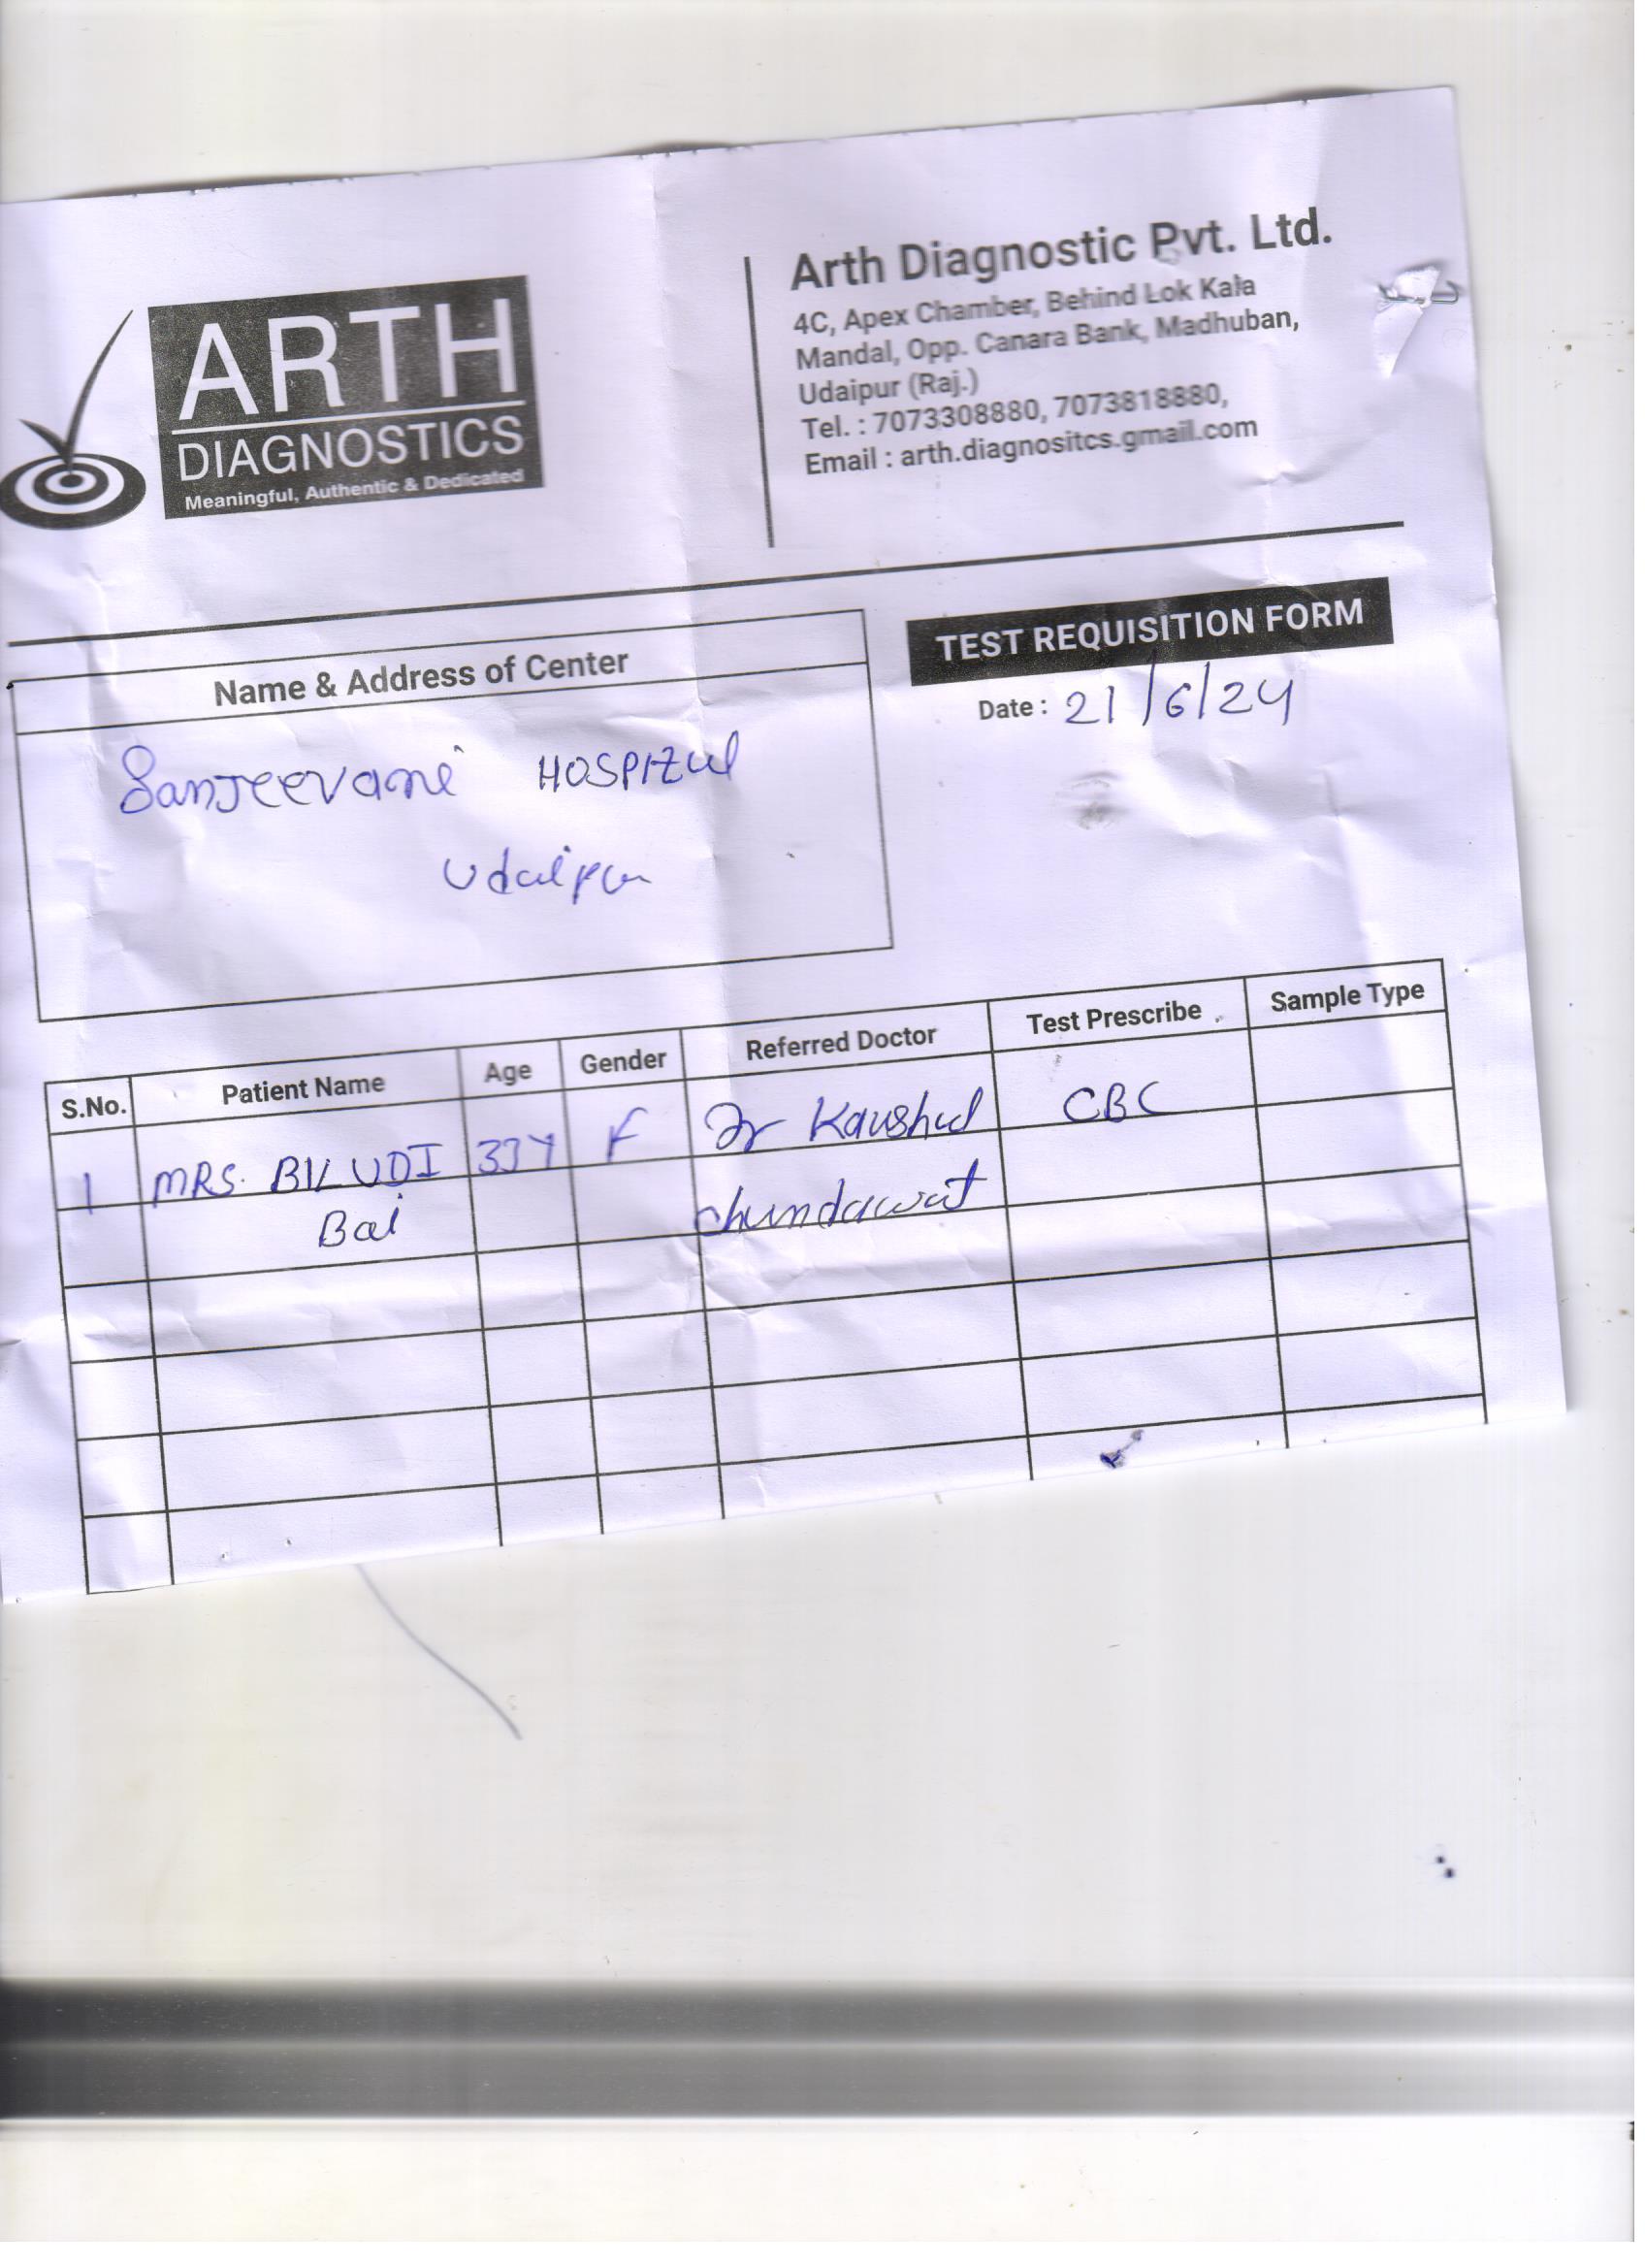 ARTH
DIAGNOSTICS
Meaningful, Authentic & Dedicated
Arth Diagnostic Pvt. Ltd.
4C, Apex Chamber, Behind Lok Kala
Mandal, Opp. Canara Bank, Madhuban,
Udaipur (Raj.)
Tel. : 7073308880, 7073818880,
Email : arth.diagnositcs.gmail.com
TEST REQUISITION FORM
Date : 21/6/24
Name & Address of Center
Sanjeevani HOSPITAL
Udaipur
S.No. Patient Name Age Gender Referred Doctor Test Prescribe Sample Type
1 MRS. BILUDI 33Y F Dr Kaushal CBC
Bai chundawat